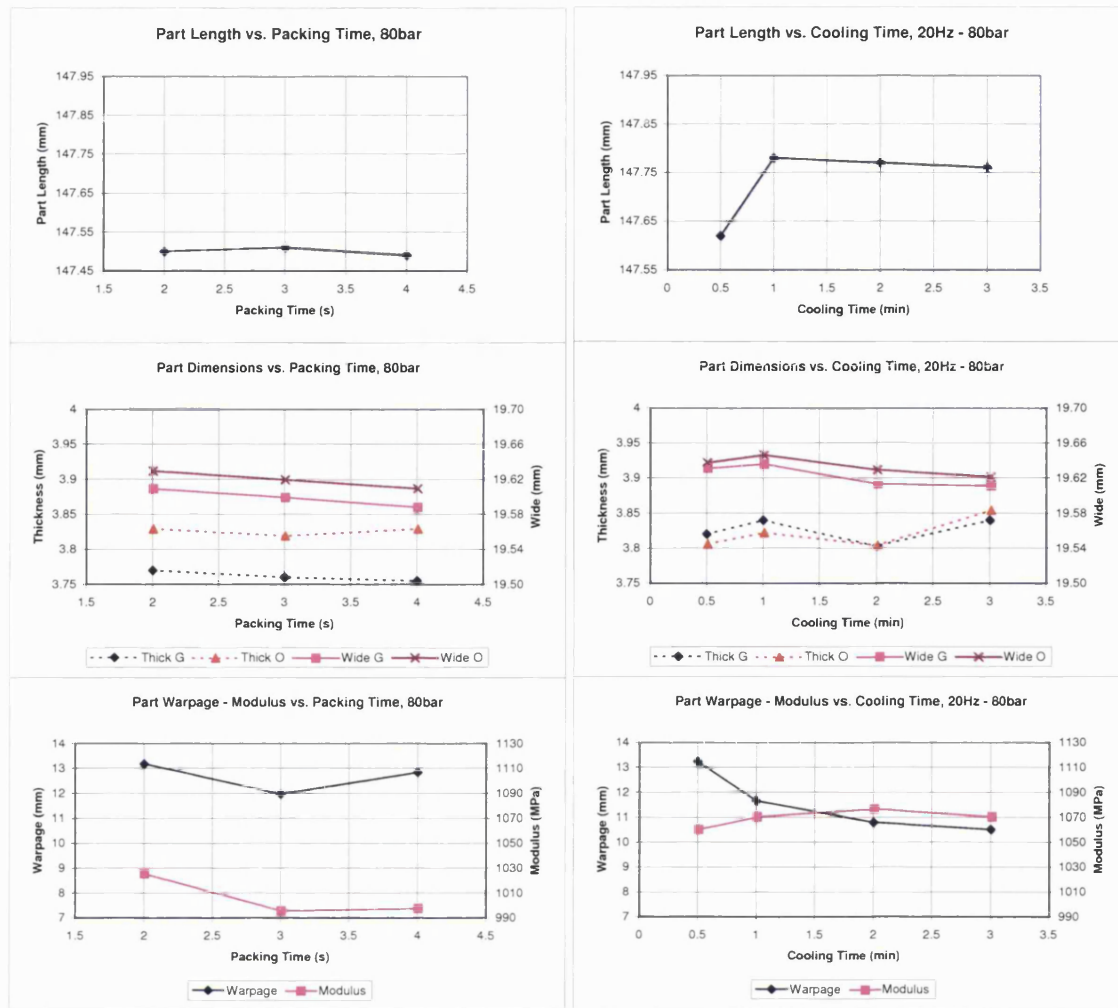 Part Length vs. Packing Time, 80bar
147.95
147.85
147.75
147.65
147.55
147.45
Part Length (mm)
1.5 2 2.5 3 3.5 4 4.5
Packing Time (s)
Part Length vs. Cooling Time, 20Hz - 80bar
147.95
147.85
147.75
147.65
147.55
Part Length (mm)
0 0.5 1 1.5 2 2.5 3 3.5
Cooling Time (min)
Part Dimensions vs. Packing Time, 80bar
4
3.95
3.9
3.85
3.8
3.75
Thickness (mm)
19.70
19.66
19.62
19.58
19.54
19.50
Wide (mm)
1.5 2 2.5 3 3.5 4 4.5
Packing Time (s)
Thick G Thick O Wide G Wide O
Part Dimensions vs. Cooling Time, 20Hz - 80bar
4
3.95
3.9
3.85
3.8
3.75
Thickness (mm)
19.70
19.66
19.62
19.58
19.54
19.50
Wide (mm)
0 0.5 1 1.5 2 2.5 3 3.5
Cooling Time (min)
Thick G Thick O Wide G Wide O
Part Warpage - Modulus vs. Packing Time, 80bar
14
13
12
11
10
9
8
7
Warpage (mm)
1130
1110
1090
1070
1050
1030
1010
990
Modulus (MPa)
1.5 2 2.5 3 3.5 4 4.5
Packing Time (s)
Warpage Modulus
Part Warpage - Modulus vs. Cooling Time, 20Hz - 80bar
14
13
12
11
10
9
8
7
Warpage (mm)
1130
1110
1090
1070
1050
1030
1010
990
Modulus (MPa)
0 0.5 1 1.5 2 2.5 3 3.5
Cooling Time (min)
Warpage Modulus